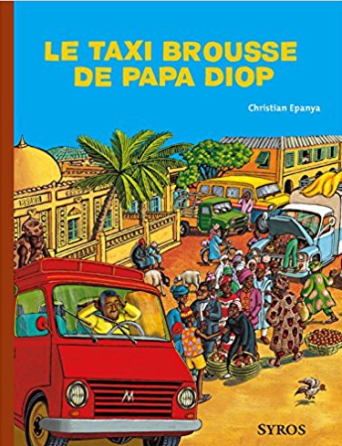 LE TAXI BROUSSE
DE PAPA DIOP
Christian Epanya
M
SYROS